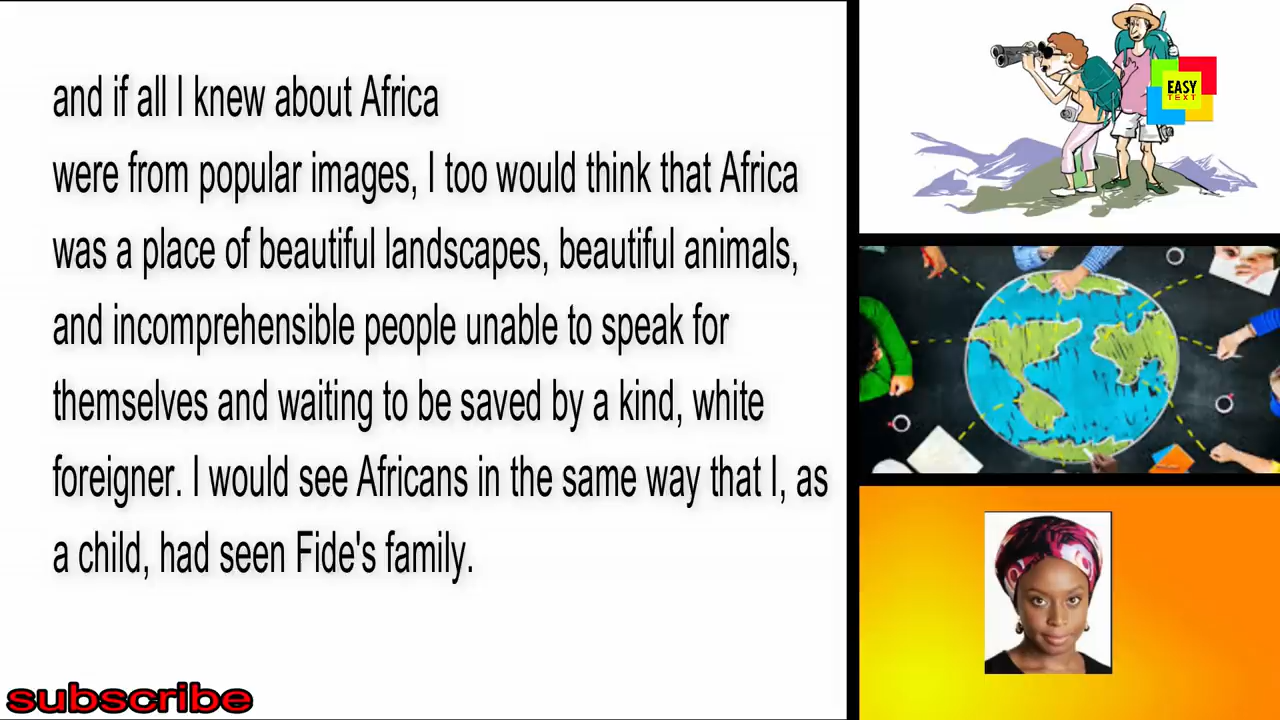 and if all I knew about Africa
were from popular images, I too would think that Africa
was a place of beautiful landscapes, beautiful animals,
and incomprehensible people unable to speak for
themselves and waiting to be saved by a kind, white
foreigner. I would see Africans in the same way that I, as
a child, had seen Fide's family.
subscribe
EASY
TEXT